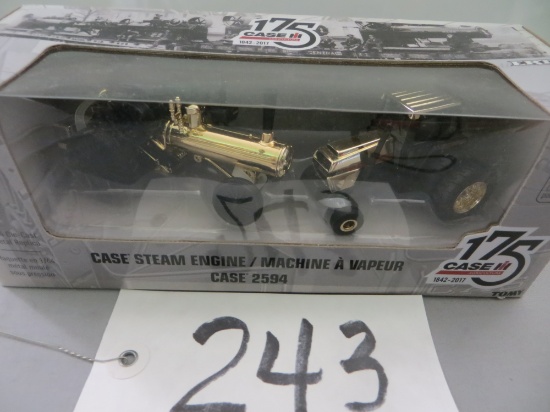 175
CASE IH
1842-2017
CASE STEAM ENGINE / MACHINE À VAPEUR
CASE 2594
175
CASE IH
1842-2017
TOMY
243